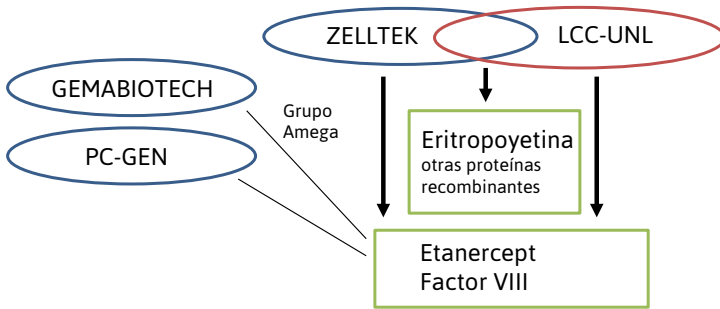 ZELLTEK
LCC-UNL
GEMABIOTECH
PC-GEN
Grupo
Amega
Eritropoyetina
otras proteínas
recombinantes
Etanercept
Factor VIII